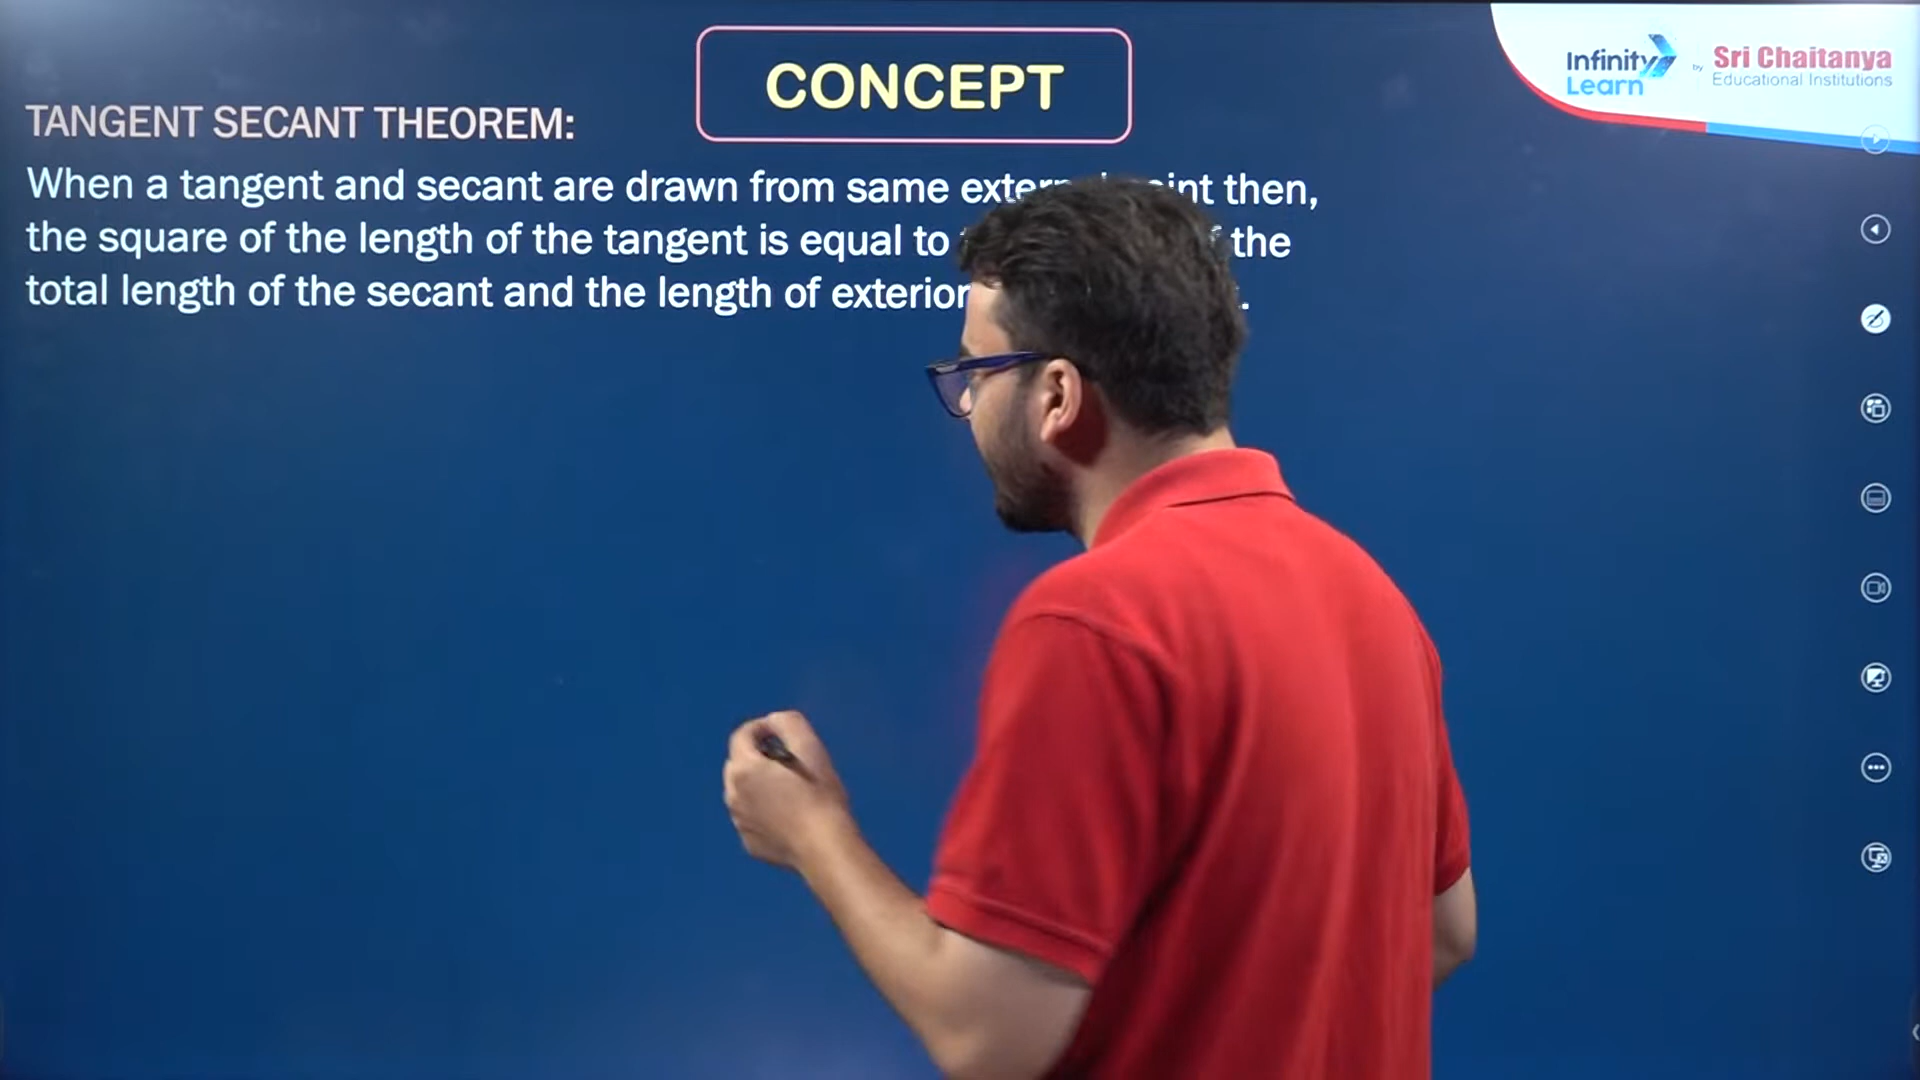 CONCEPT
Infinity Learn by Sri Chaitanya Educational Institutions
TANGENT SECANT THEOREM:
When a tangent and secant are drawn from same then,
the square of the length of the tangent is equal to the
total length of the secant and the length of exterior